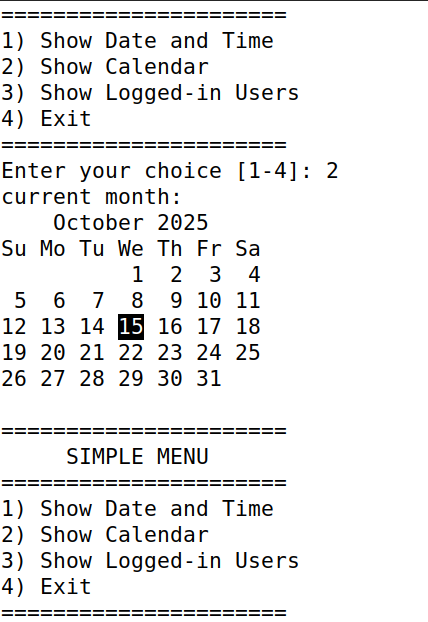 ======================
1) Show Date and Time
2) Show Calendar
3) Show Logged-in Users
4) Exit
======================
Enter your choice [1-4]: 2
current month:
    October 2025
Su Mo Tu We Th Fr Sa
          1  2  3  4
 5  6  7  8  9 10 11
12 13 14 15 16 17 18
19 20 21 22 23 24 25
26 27 28 29 30 31

======================
     SIMPLE MENU
======================
1) Show Date and Time
2) Show Calendar
3) Show Logged-in Users
4) Exit
======================